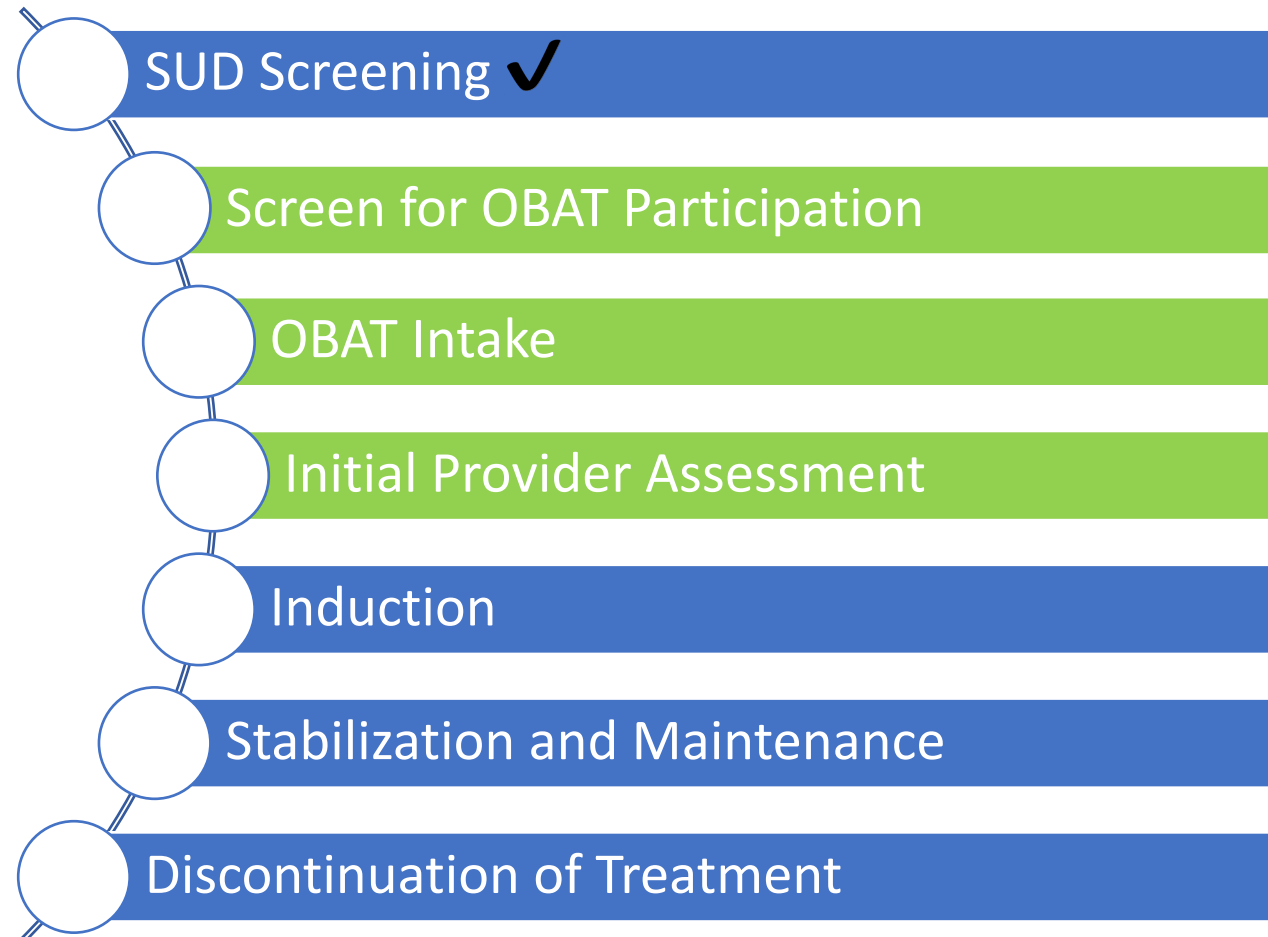 SUD Screening ✔
Screen for OBAT Participation
OBAT Intake
Initial Provider Assessment
Induction
Stabilization and Maintenance
Discontinuation of Treatment